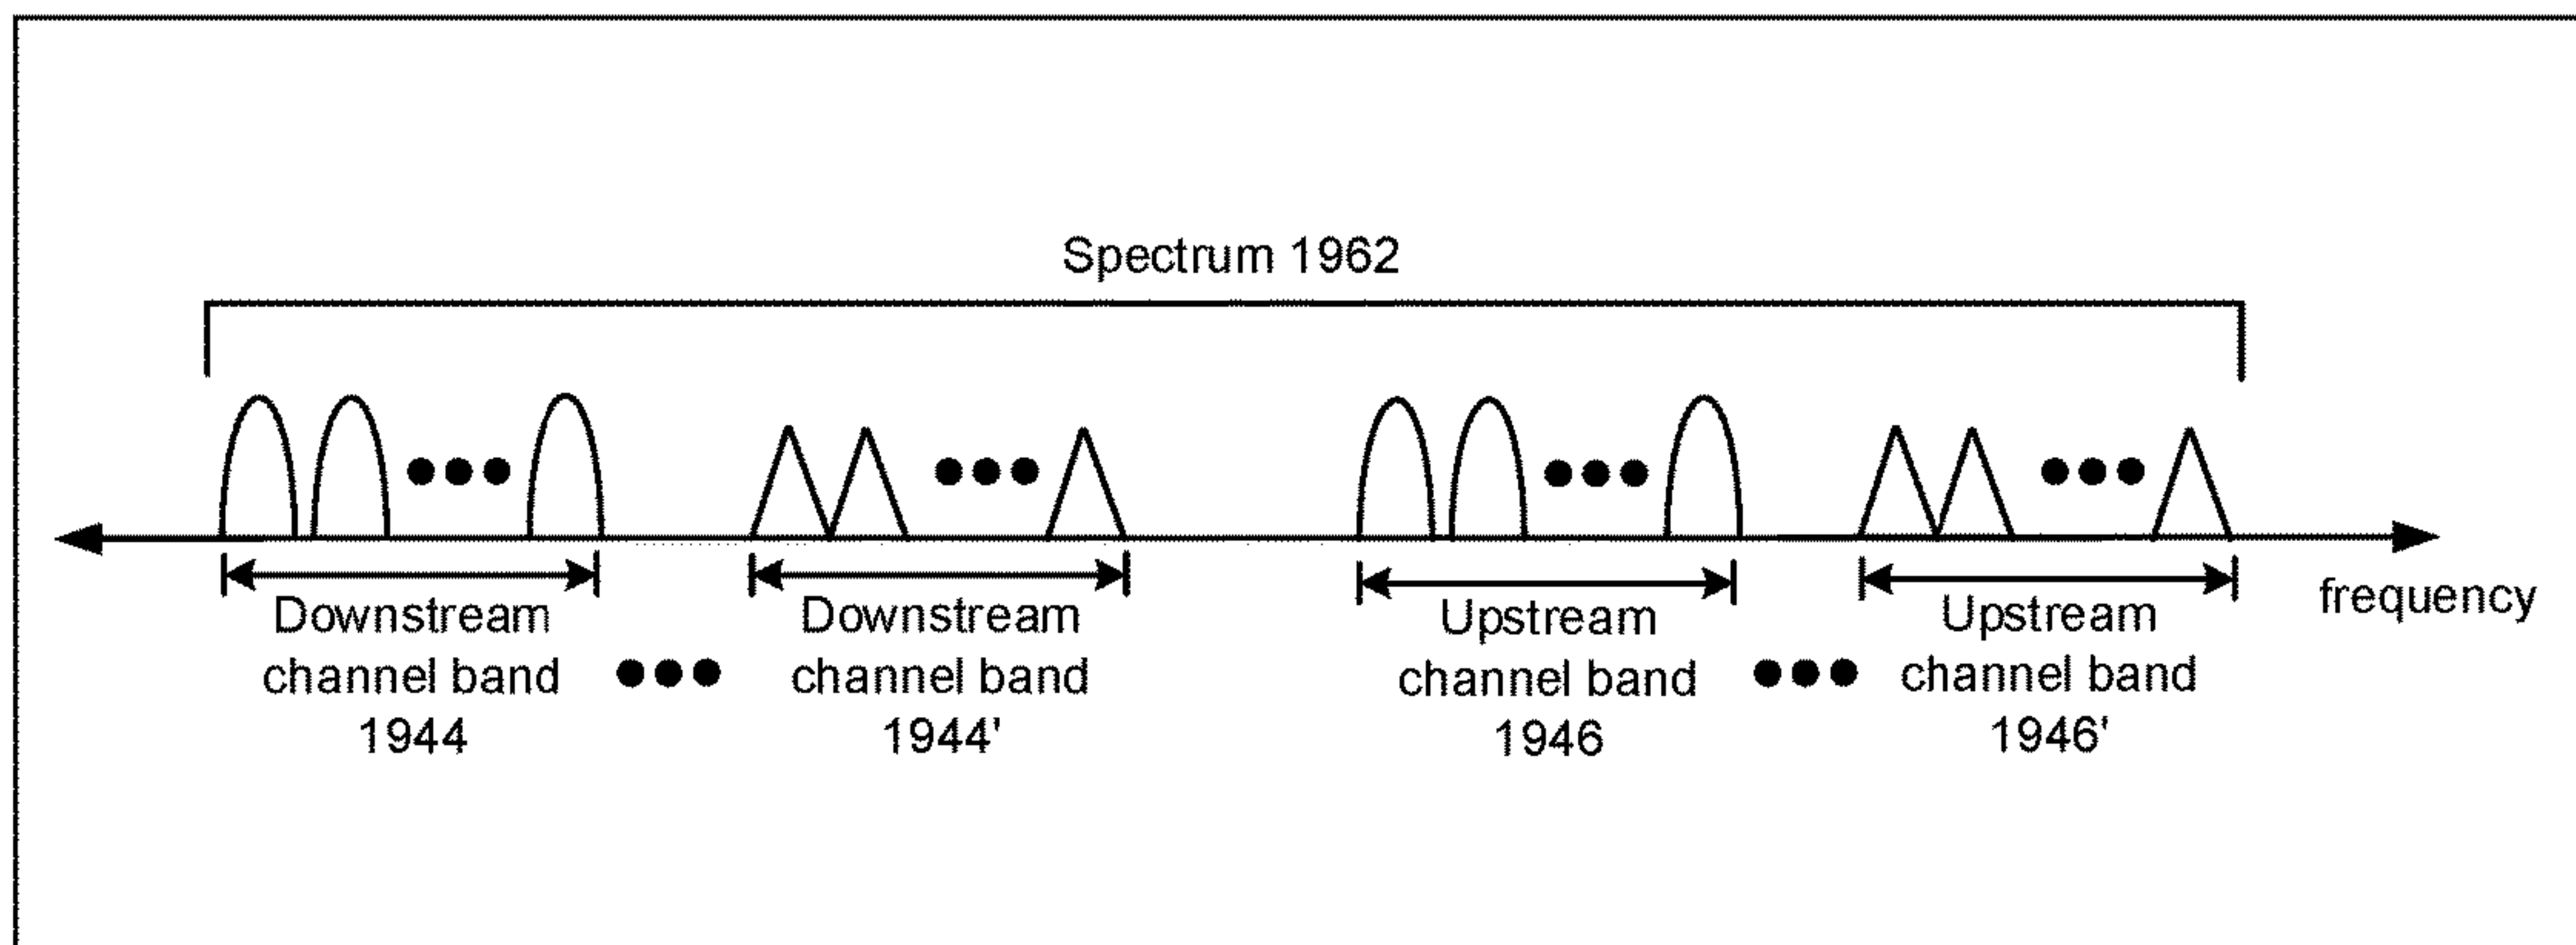 Spectrum 1962
frequency
Downstream
channel band
1944
Downstream
channel band
1944'
Upstream
channel band
1946
Upstream
channel band
1946'